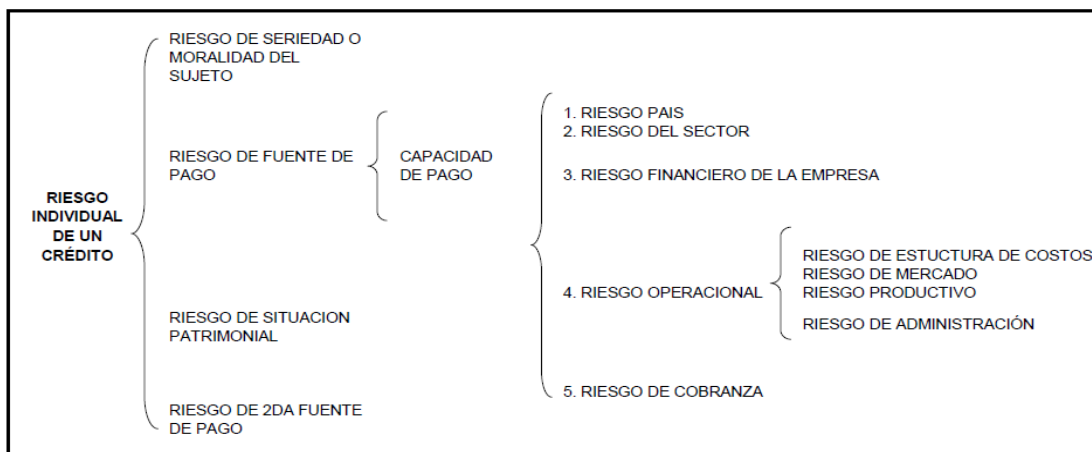 RIESGO
INDIVIDUAL
DE UN
CRÉDITO
RIESGO DE SERIEDAD O
MORALIDAD DEL
SUJETO
RIESGO DE FUENTE DE
PAGO
RIESGO DE SITUACION
PATRIMONIAL
RIESGO DE 2DA FUENTE
DE PAGO
CAPACIDAD
DE PAGO
1. RIESGO PAIS
2. RIESGO DEL SECTOR
3. RIESGO FINANCIERO DE LA EMPRESA
4. RIESGO OPERACIONAL
5. RIESGO DE COBRANZA
RIESGO DE ESTUCTURA DE COSTOS
RIESGO DE MERCADO
RIESGO PRODUCTIVO
RIESGO DE ADMINISTRACIÓN